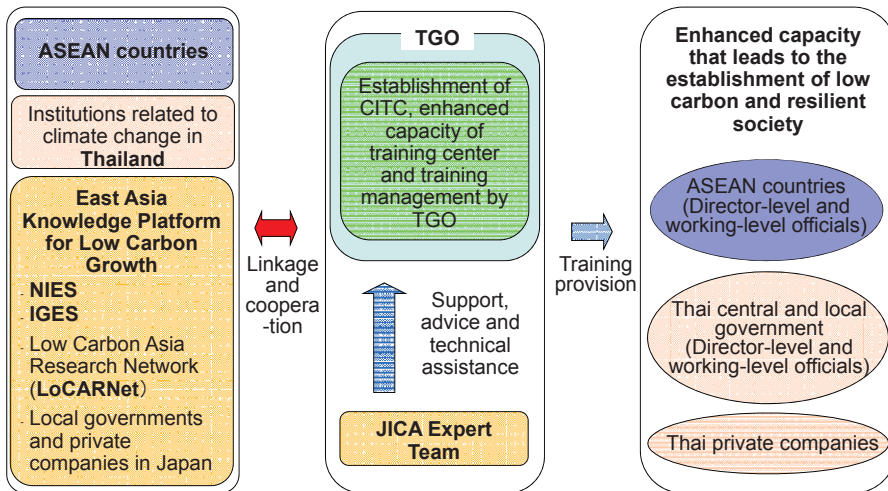 ASEAN countries
Institutions related to
climate change in
Thailand
East Asia
Knowledge Platform
for Low Carbon
Growth
- NIES
- IGES
- Low Carbon Asia
Research Network
(LoCARNet）
- Local governments
and private
companies in Japan
Linkage
and
coopera
-tion
TGO
Establishment of
CITC, enhanced
capacity of
training center
and training
management by
TGO
Support,
advice and
technical
assistance
JICA Expert
Team
Training
provision
Enhanced capacity
that leads to the
establishment of low
carbon and resilient
society
ASEAN countries
(Director-level and
working-level officials)
Thai central and local
government
(Director-level and
working-level officials)
Thai private companies